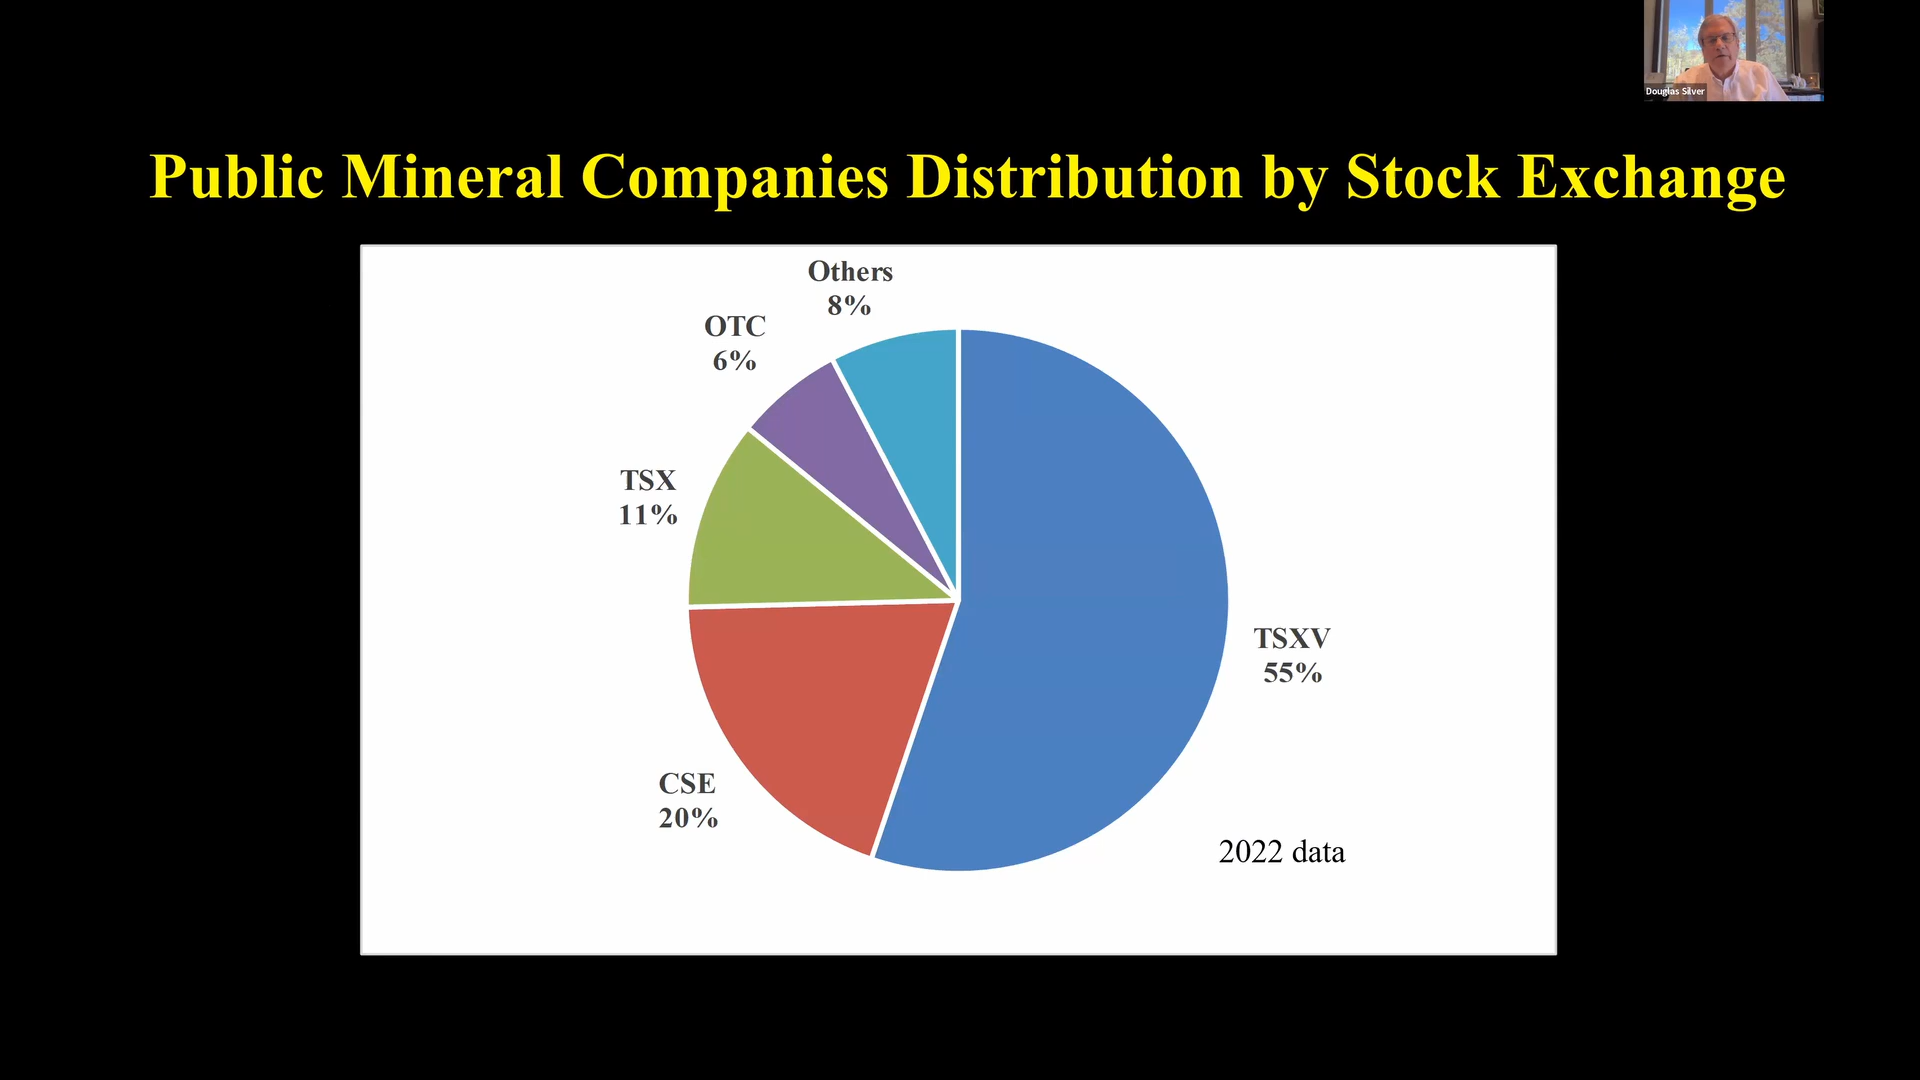 Douglas Silver
Public Mineral Companies Distribution by Stock Exchange
Others
8%
OTC
6%
TSX
11%
TSXV
55%
CSE
20%
2022 data